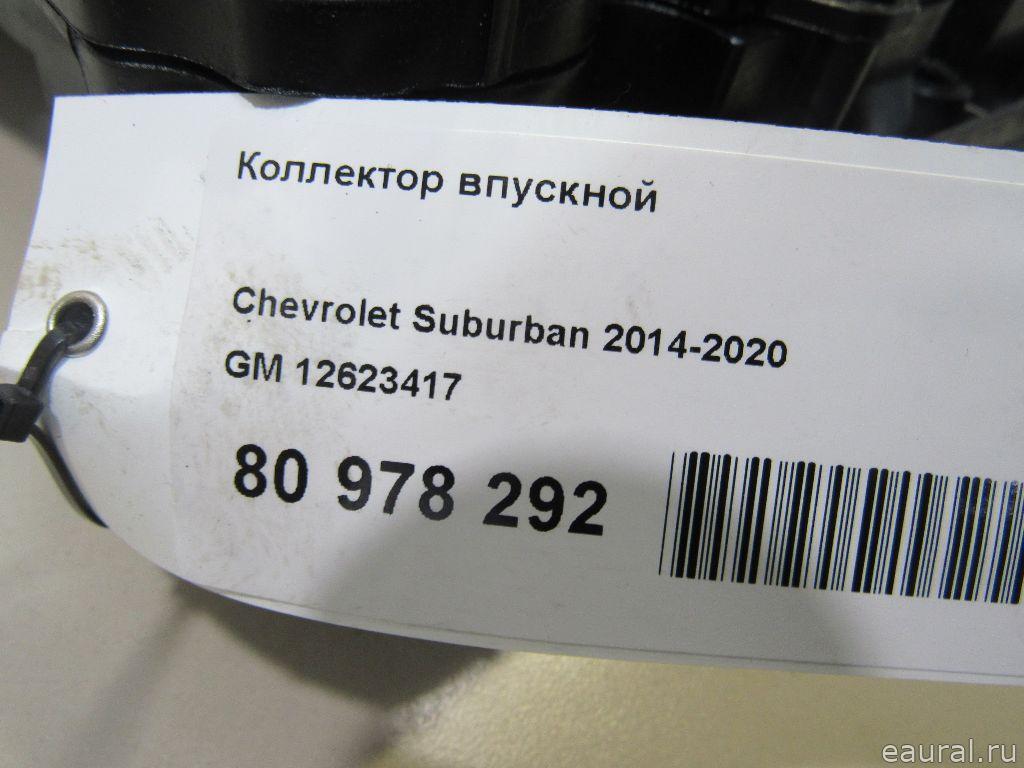 Коллектор впускной
Chevrolet Suburban 2014-2020
GM 12623417
80 978 292
eaural.ru